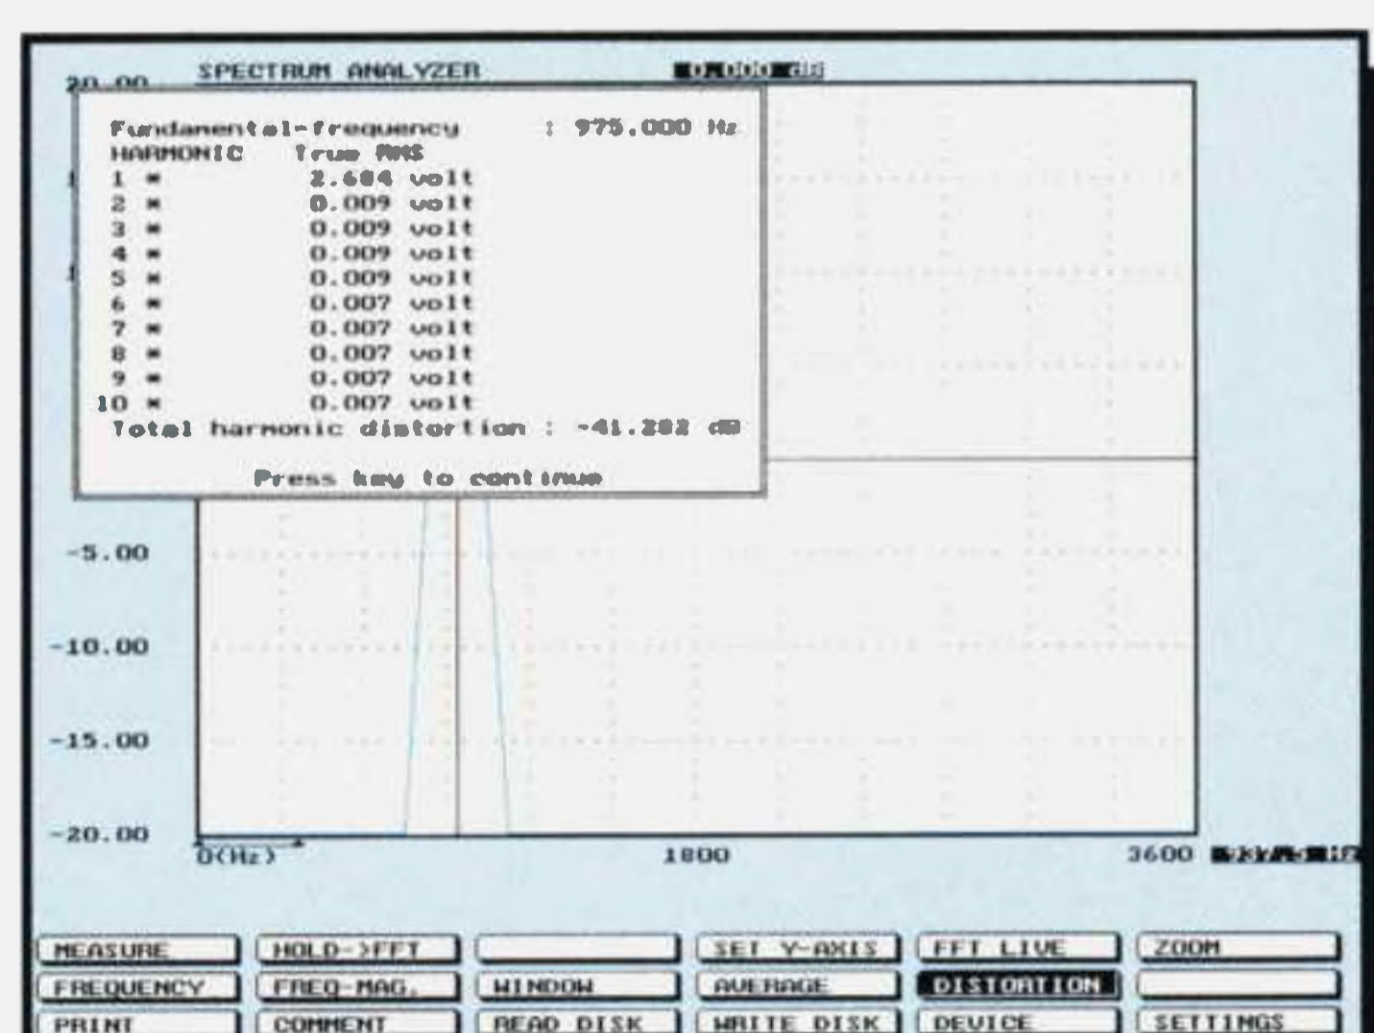 SPECTRUM ANALYZER 0.000 dB
20.00
Fundamental-frequency : 975.000 Hz
HARMONIC True RMS
1 * 2.684 volt
2 * 0.009 volt
3 * 0.009 volt
4 * 0.009 volt
5 * 0.009 volt
6 * 0.007 volt
7 * 0.007 volt
8 * 0.007 volt
9 * 0.007 volt
10 * 0.007 volt
Total harmonic distortion : -41.282 dB
Press key to continue
-5.00
-10.00
-15.00
-20.00
0(Hz) 1800 3600
MEASURE HOLD->FFT SET Y-AXIS FFT LIVE ZOOM
FREQUENCY FREQ-MAG. WINDOW AVERAGE DISTORTION
PRINT COMMENT READ DISK WRITE DISK DEVICE SETTINGS